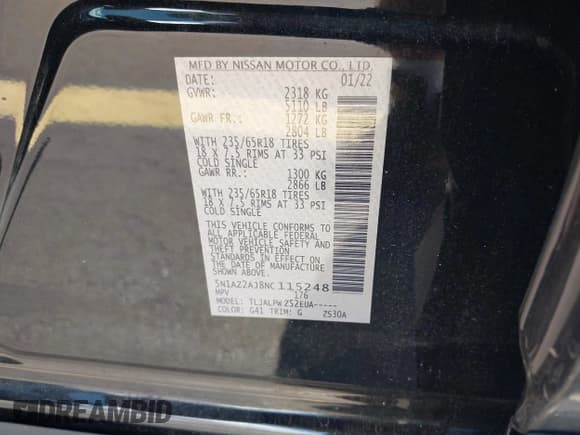 MFD BY NISSAN MOTOR CO., LTD.
DATE: 01/22
GVWR: 2318 KG
5110 LB
GAWR FR.: 1272 KG
2804 LB
WITH 235/65R18 TIRES
18 X 7.5 RIMS AT 33 PSI
COLD SINGLE
GAWR RR.: 1300 KG
2866 LB
WITH 235/65R18 TIRES
18 X 7.5 RIMS AT 33 PSI
COLD SINGLE
THIS VEHICLE CONFORMS TO
ALL APPLICABLE FEDERAL
MOTOR VEHICLE SAFETY AND
THEFT PREVENTION
STANDARDS IN EFFECT ON
THE DATE OF MANUFACTURE
SHOWN ABOVE
5N1AZ2AJ8NC115248
MPV 176
MODEL: TLJALPWZ52EUA-----
COLOR: G41 TRIM: G ZS30A